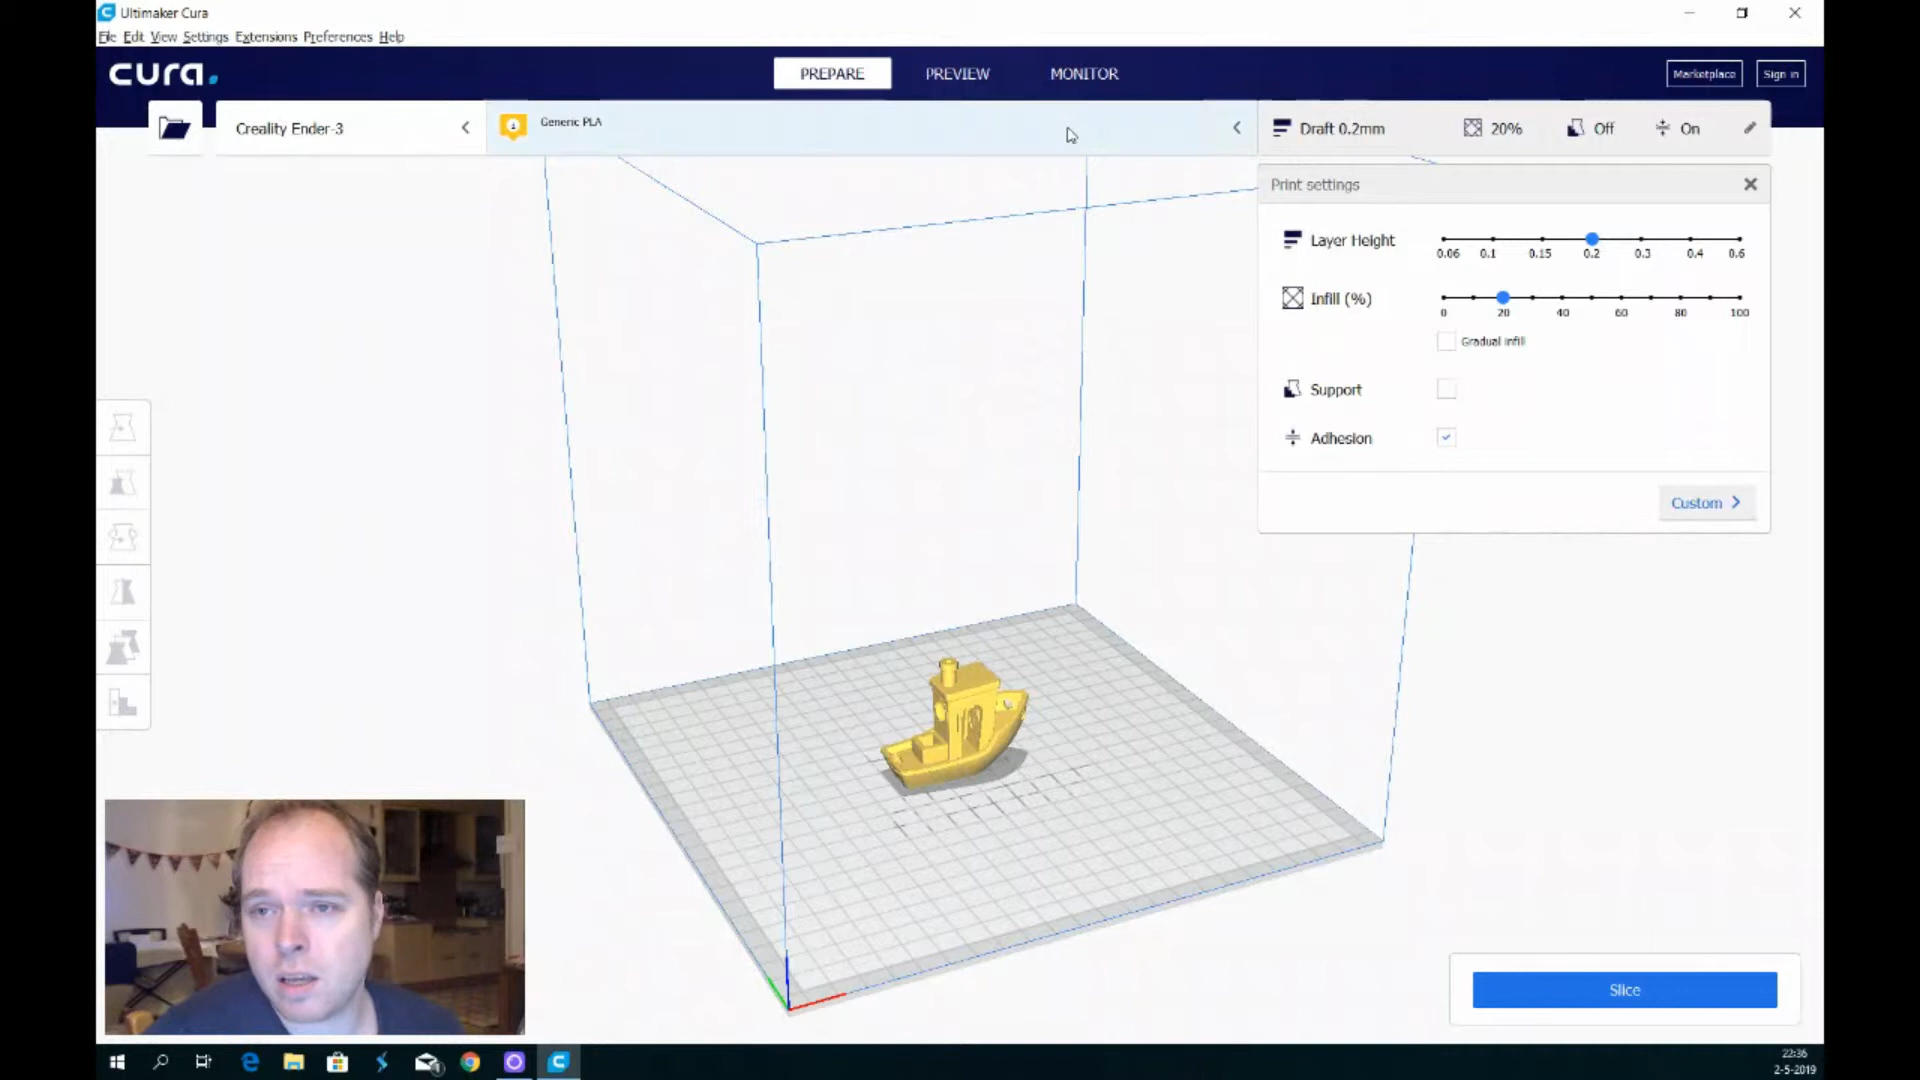 Ultimaker Cura
File Edit View Settings Extensions Preferences Help
cura.
PREPARE PREVIEW MONITOR
Marketplace Sign in
Creality Ender-3
1
Generic PLA
Draft 0.2mm 20% Off On
Print settings
Layer Height
0.06 0.1 0.15 0.2 0.3 0.4 0.6
Infill (%)
0 20 40 60 80 100
Gradual infill
Support
Adhesion
Custom
Slice
22:36
2-5-2019